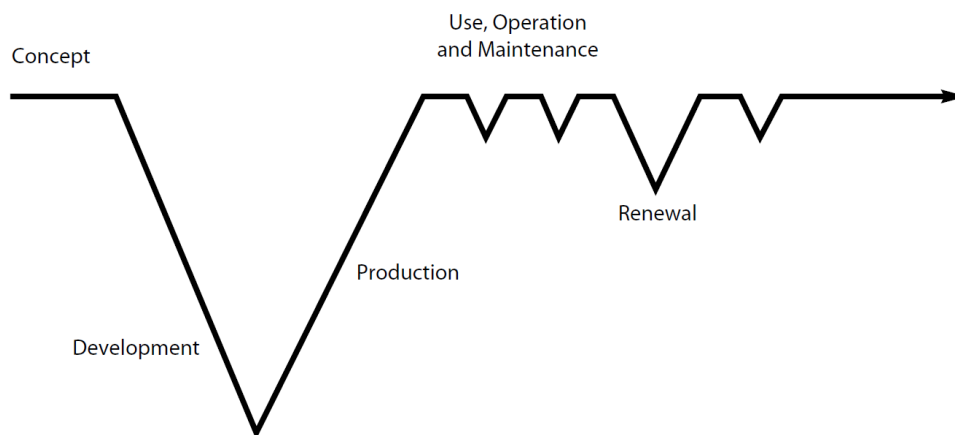 Use, Operation
and Maintenance
Concept
Renewal
Production
Development